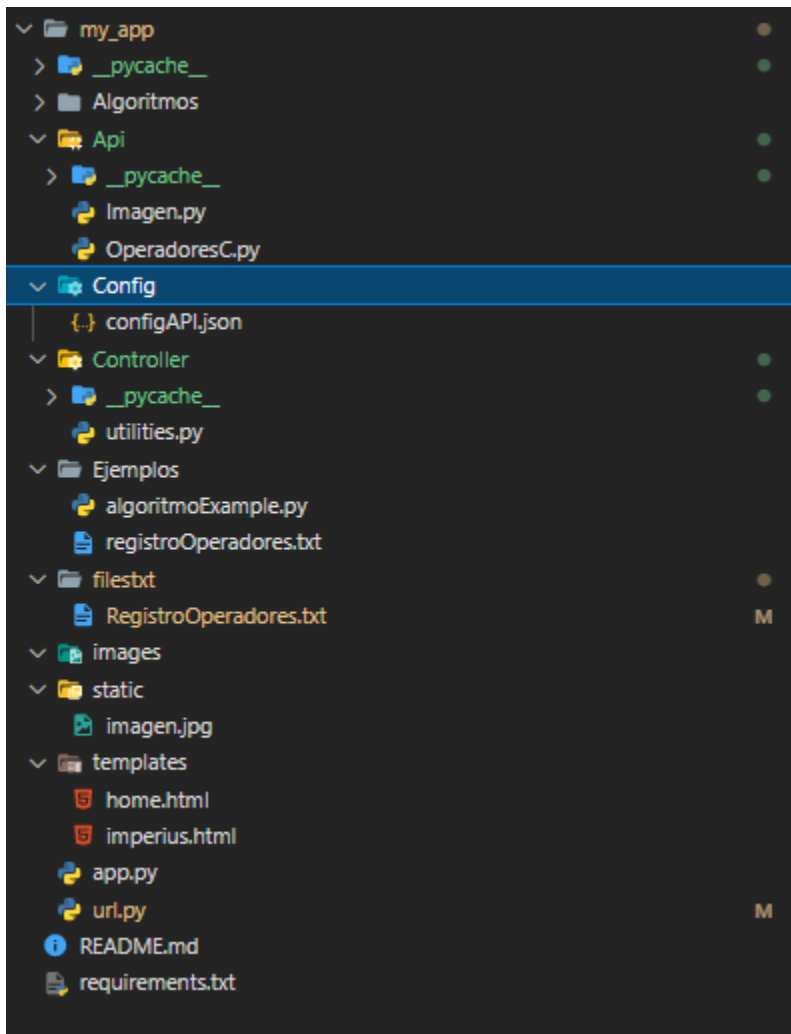 my_app
__pycache__
Algoritmos
Api
__pycache__
Imagen.py
OperadoresC.py
Config
{..} configAPI.json
Controller
__pycache__
utilities.py
Ejemplos
algoritmoExample.py
registroOperadores.txt
filestxt
RegistroOperadores.txt M
images
static
imagen.jpg
templates
home.html
imperius.html
app.py
url.py M
README.md
requirements.txt